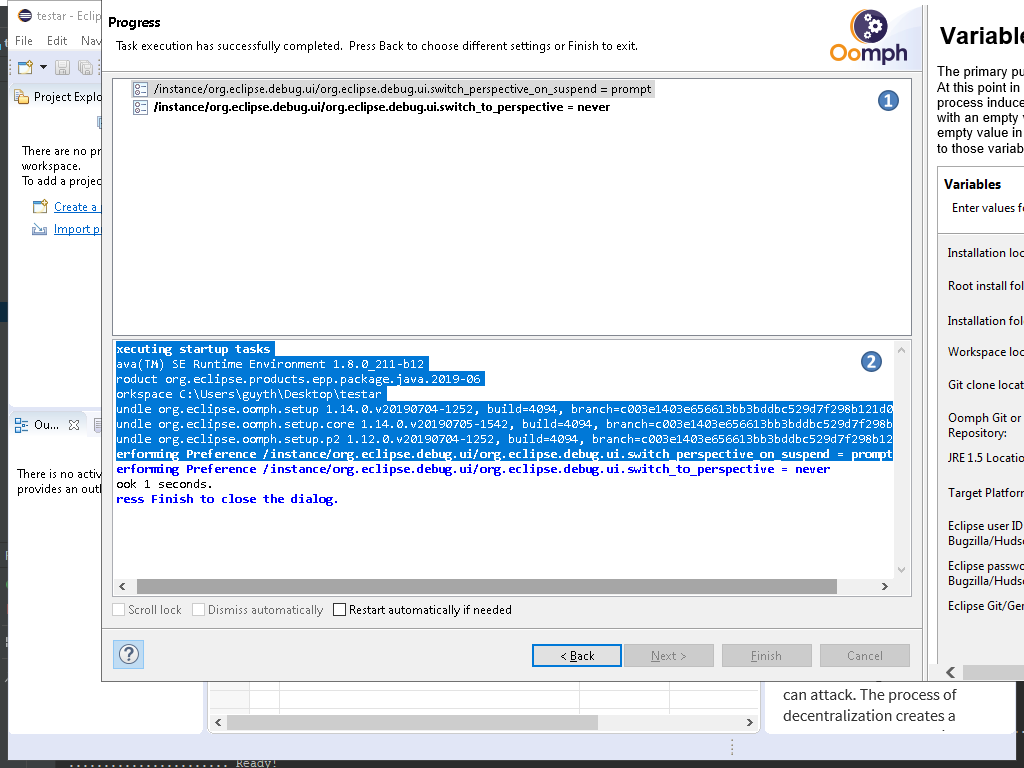 testar - Eclip
File Edit Nav
Project Explo
There are no pr
workspace.
To add a projec
Create a
Import pr
Ou...
There is no activ
provides an outl
Progress
Task execution has successfully completed. Press Back to choose different settings or Finish to exit.
Oomph
/instance/org.eclipse.debug.ui/org.eclipse.debug.ui.switch_perspective_on_suspend = prompt
/instance/org.eclipse.debug.ui/org.eclipse.debug.ui.switch_to_perspective = never
1
xecuting startup tasks
ava(TM) SE Runtime Environment 1.8.0_211-b12
roduct org.eclipse.products.epp.package.java.2019-06
orkspace C:\Users\guyth\Desktop\testar
undle org.eclipse.oomph.setup 1.14.0.v20190704-1252, build=4094, branch=c003e1403e656613bb3bddbc529d7f298b121d0
undle org.eclipse.oomph.setup.core 1.14.0.v20190705-1542, build=4094, branch=c003e1403e656613bb3bddbc529d7f298b
undle org.eclipse.oomph.setup.p2 1.12.0.v20190704-1252, build=4094, branch=c003e1403e656613bb3bddbc529d7f298b12
erforming Preference /instance/org.eclipse.debug.ui/org.eclipse.debug.ui.switch_perspective_on_suspend = prompt
erforming Preference /instance/org.eclipse.debug.ui/org.eclipse.debug.ui.switch_to_perspective = never
ook 1 seconds.
ress Finish to close the dialog.
2
Scroll lock Dismiss automatically Restart automatically if needed
? < Back Next > Finish Cancel
Variable
The primary pu
At this point in
process induce
with an empty v
empty value in
to those variab
Variables
Enter values fo
Installation loc
Root install fol
Installation fol
Workspace loc
Git clone locat
Oomph Git or
Repository:
JRE 1.5 Locatio
Target Platform
Eclipse user ID
Bugzilla/Hudso
Eclipse passwo
Bugzilla/Hudso
Eclipse Git/Ger
can attack. The process of
decentralization creates a
Ready!